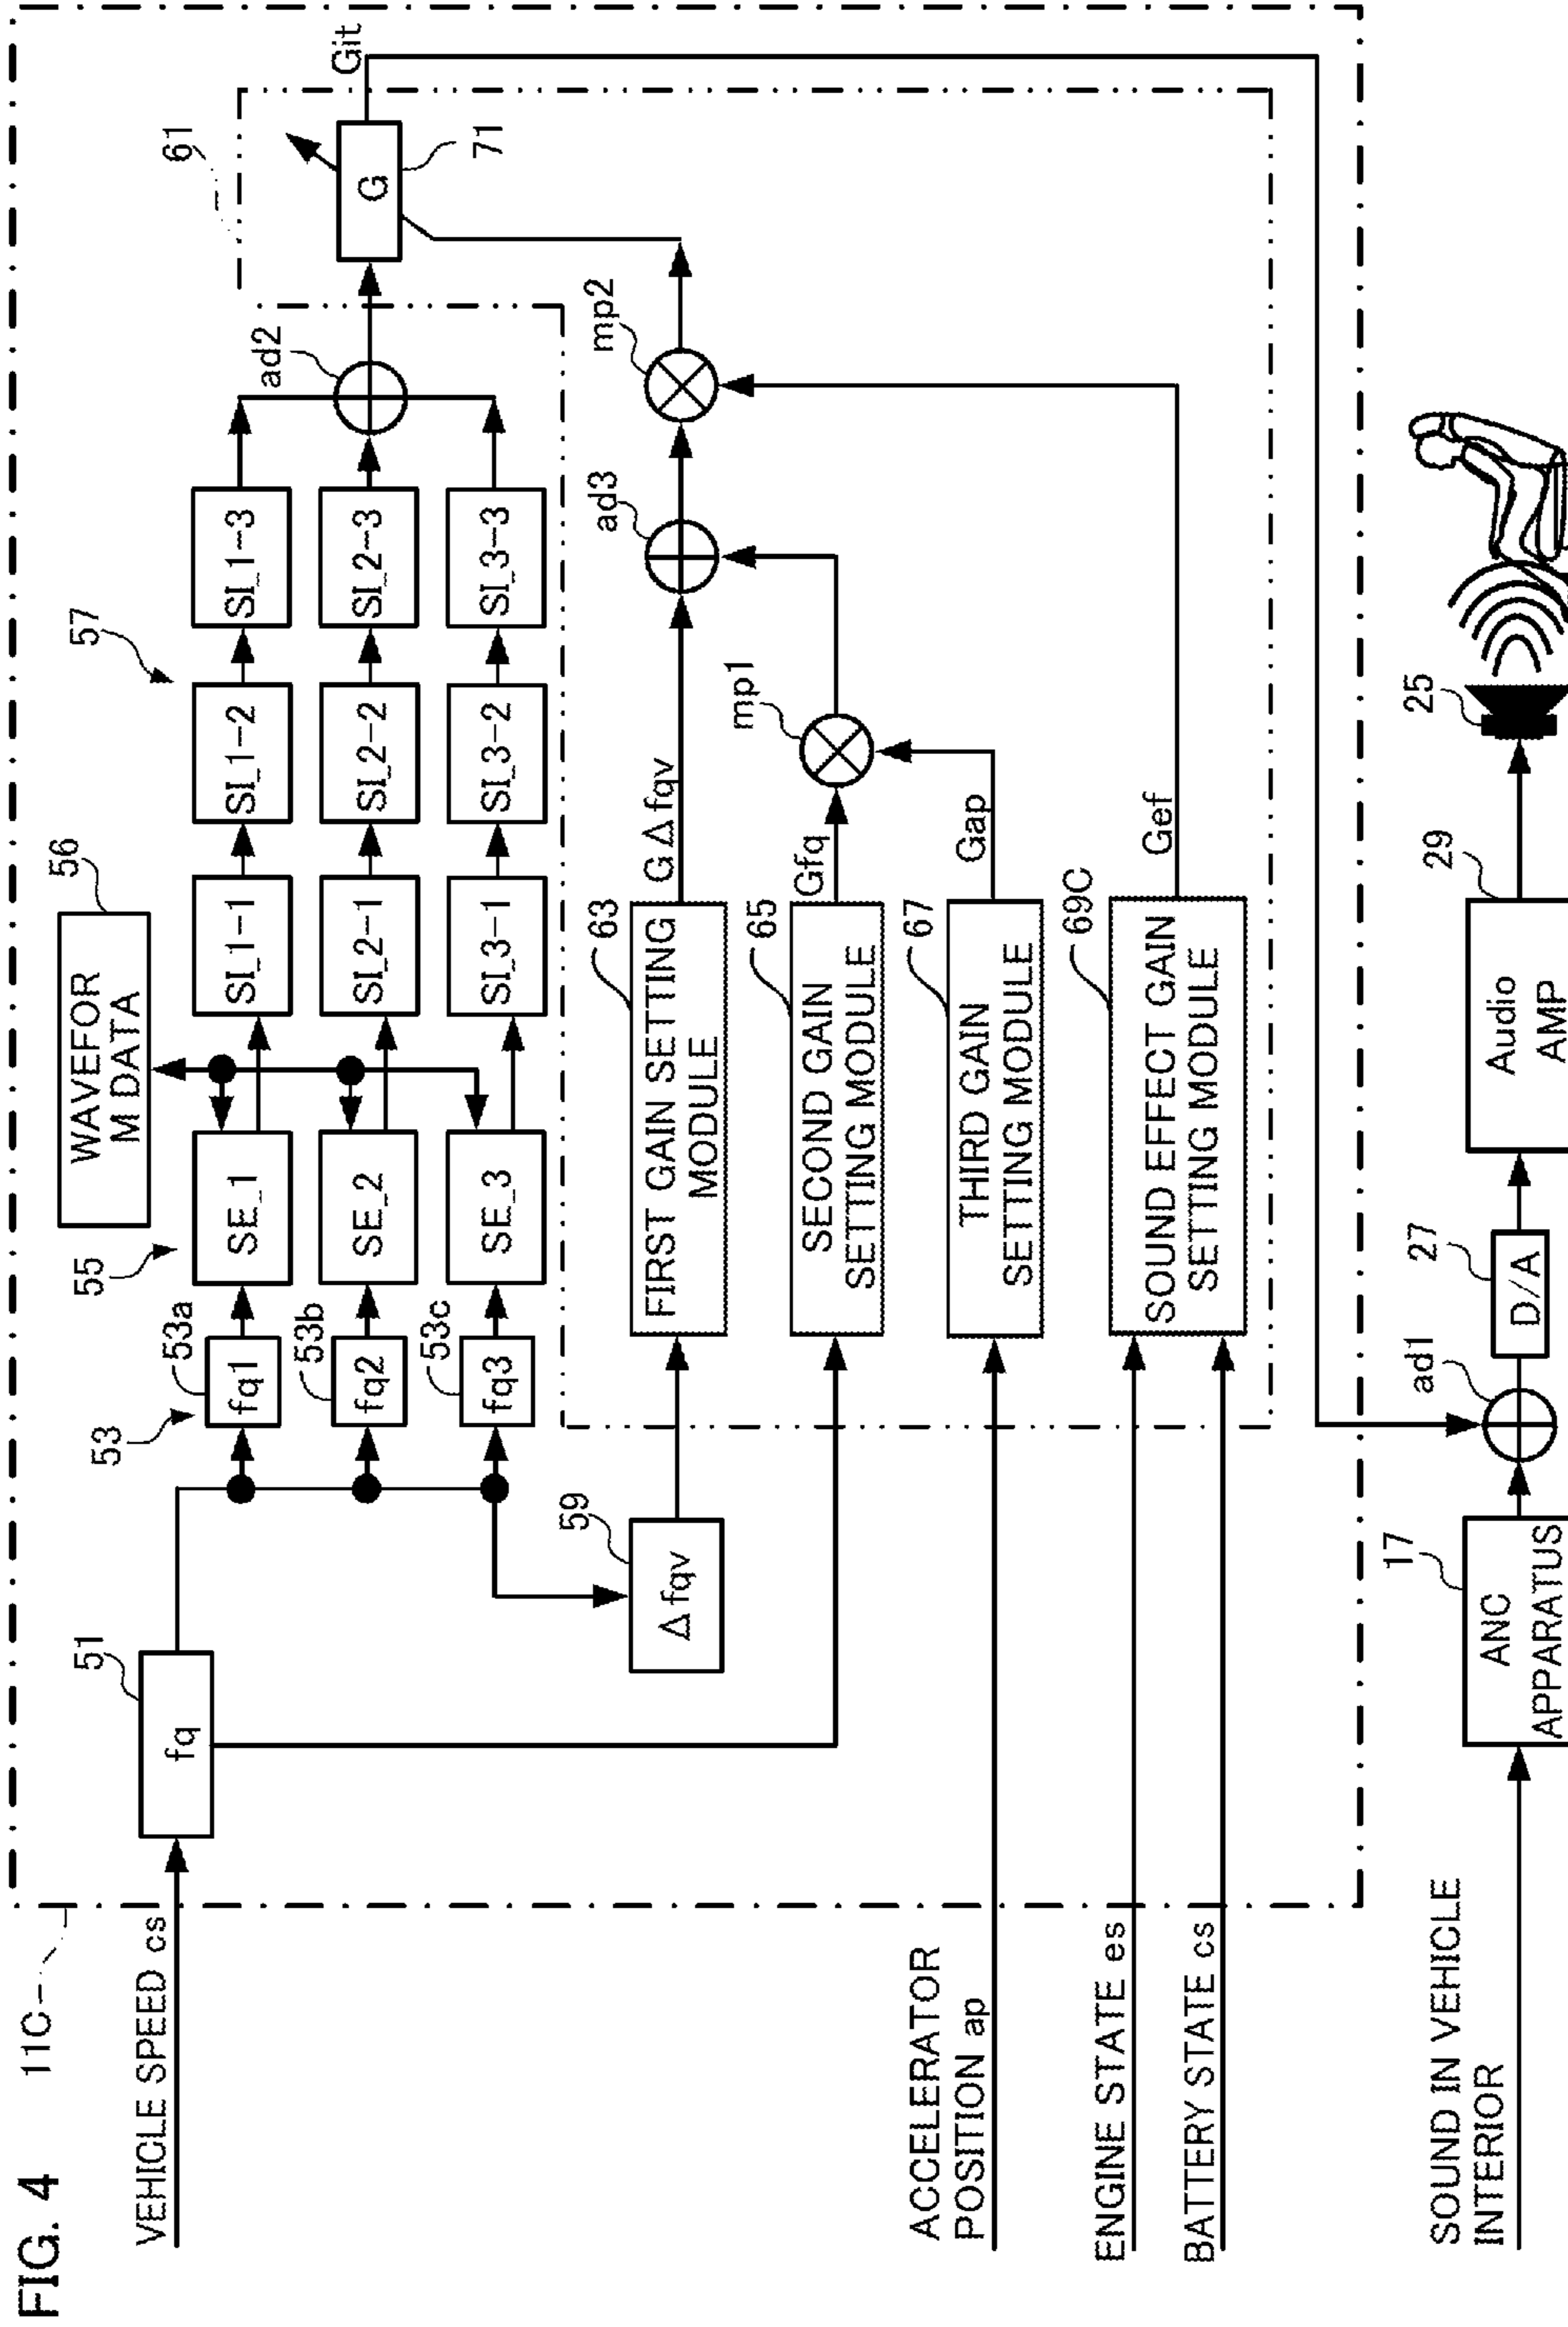 FIG. 4
11C
VEHICLE SPEED cs
51
fq
53
53a
fq1
53b
fq2
53c
fq3
55
SE_1
SE_2
SE_3
56
WAVEFOR
M DATA
57
SI_1-1
SI_1-2
SI_1-3
SI_2-1
SI_2-2
SI_2-3
SI_3-1
SI_3-2
SI_3-3
ad2
61
G
71
Git
59
Δfqv
63
FIRST GAIN SETTING
MODULE
GΔfqv
ad3
mp2
65
SECOND GAIN
SETTING MODULE
Gfq
mp1
ACCELERATOR
POSITION ap
67
THIRD GAIN
SETTING MODULE
Gap
ENGINE STATE es
BATTERY STATE cs
69C
SOUND EFFECT GAIN
SETTING MODULE
Gef
SOUND IN VEHICLE
INTERIOR
17
ANC
APPARATUS
ad1
27
D/A
29
Audio
AMP
25